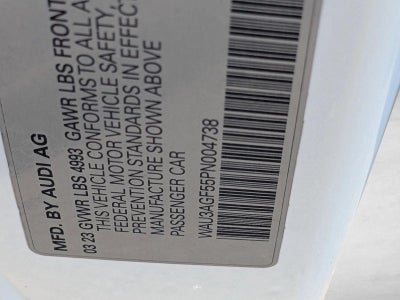 MFD. BY AUDI AG
03 23 GVWR LBS 4993 GAWR LBS FRONT
THIS VEHICLE CONFORMS TO ALL A
FEDERAL MOTOR VEHICLE SAFETY,
PREVENTION STANDARDS IN EFFECT
MANUFACTURE SHOWN ABOVE
PASSENGER CAR
WAU3AGF55PN004738